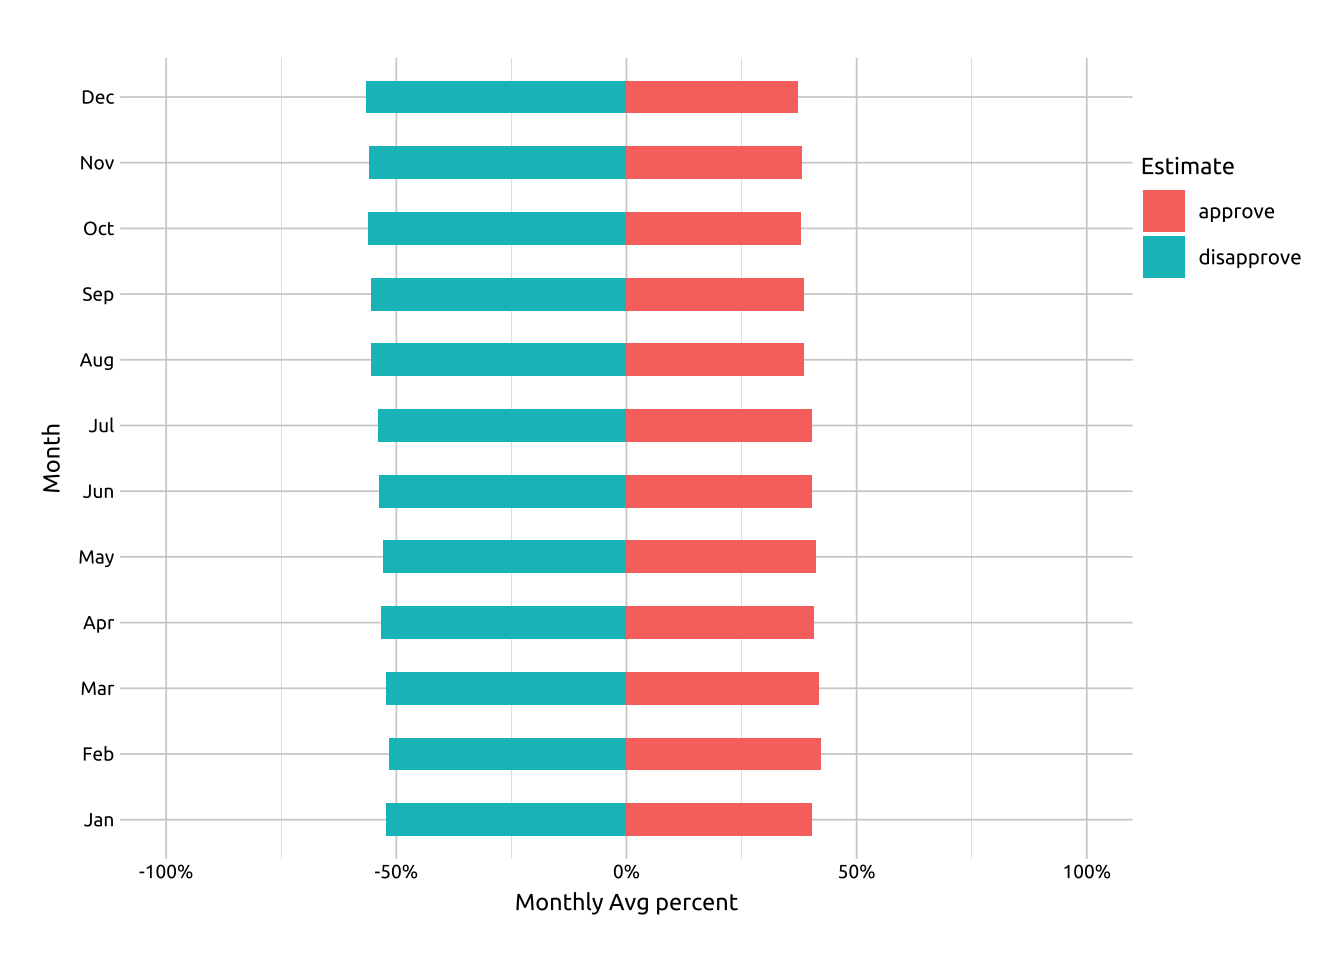 Dec
Nov
Oct
Sep
Aug
Jul
Jun
May
Apr
Mar
Feb
Jan
Month
-100%
-50%
0%
50%
100%
Monthly Avg percent
Estimate
approve
disapprove